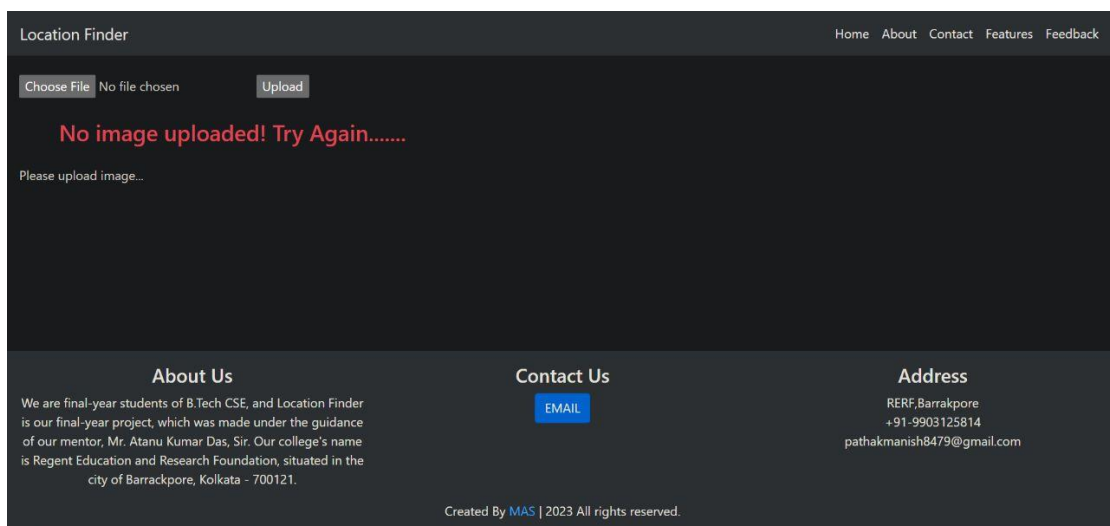 Location Finder
Home About Contact Features Feedback
Choose File No file chosen Upload
No image uploaded! Try Again.......
Please upload image...
About Us
We are final-year students of B.Tech CSE, and Location Finder
is our final-year project, which was made under the guidance
of our mentor, Mr. Atanu Kumar Das, Sir. Our college's name
is Regent Education and Research Foundation, situated in the
city of Barrackpore, Kolkata - 700121.
Contact Us
EMAIL
Address
RERF,Barrakpore
+91-9903125814
pathakmanish8479@gmail.com
Created By MAS | 2023 All rights reserved.